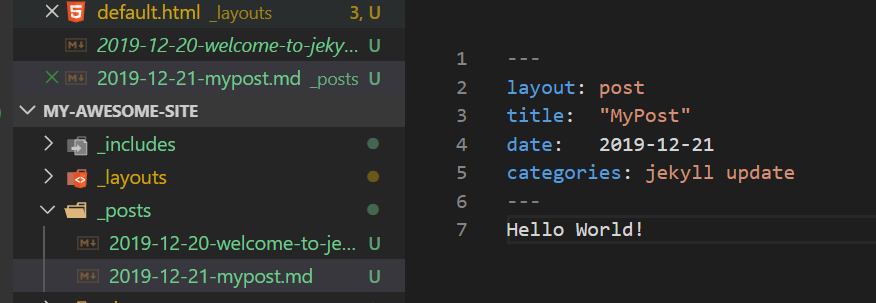 default.html _layouts 3, U
2019-12-20-welcome-to-jeky... U
2019-12-21-mypost.md _posts U
MY-AWESOME-SITE
_includes
_layouts
_posts
2019-12-20-welcome-to-je... U
2019-12-21-mypost.md U
1 ---
2 layout: post
3 title:  "MyPost"
4 date:   2019-12-21
5 categories: jekyll update
6 ---
7 Hello World!